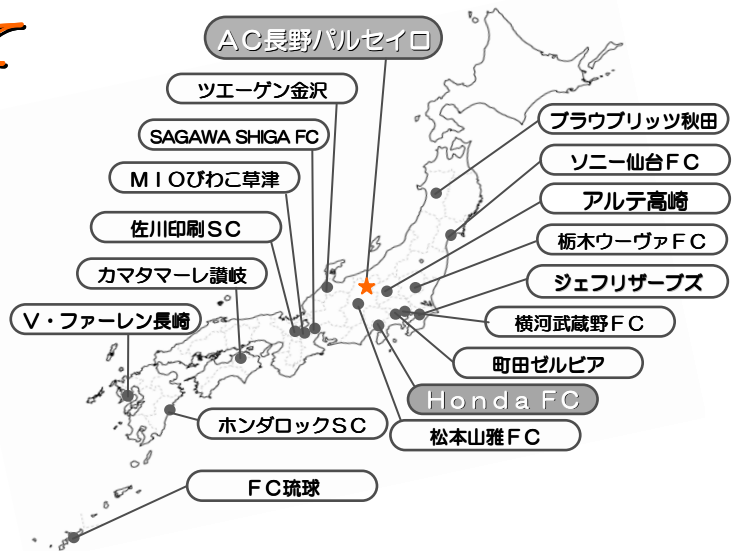 AC長野パルセイロ
ツエーゲン金沢
SAGAWA SHIGA FC
MIOびわこ草津
佐川印刷SC
カマタマーレ讃岐
V・ファーレン長崎
ブラウブリッツ秋田
ソニー仙台FC
アルテ高崎
栃木ウーヴァFC
ジェフリザーブズ
横河武蔵野FC
町田ゼルビア
Honda FC
松本山雅FC
ホンダロックSC
FC琉球